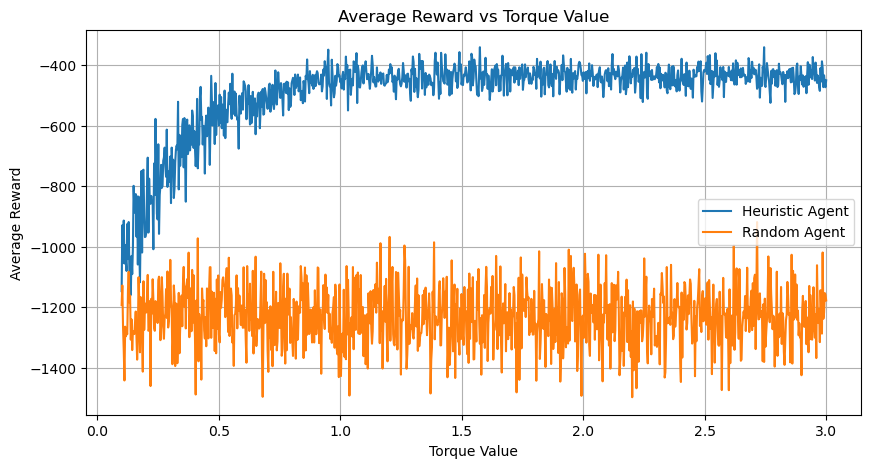 Average Reward vs Torque Value
Average Reward
−400
−600
−800
−1000
−1200
−1400
Heuristic Agent
Random Agent
0.0 0.5 1.0 1.5 2.0 2.5 3.0
Torque Value